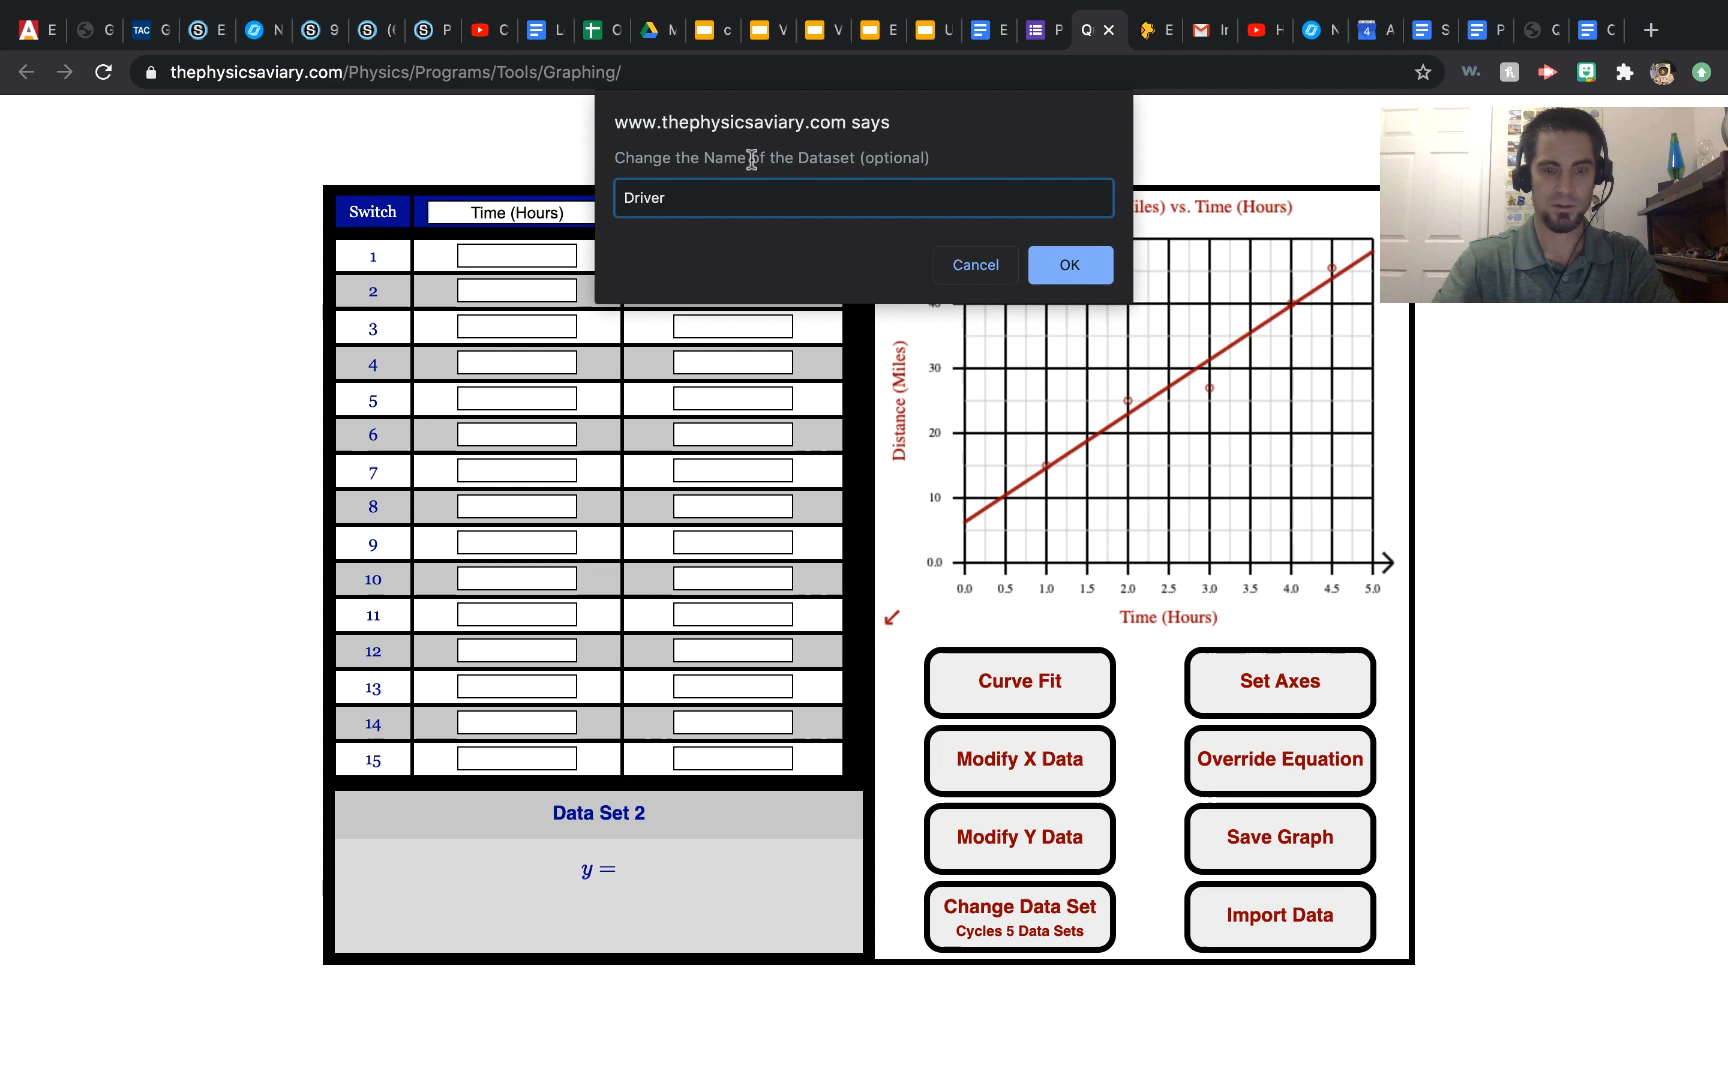 E G TAC G E N 9 (( P C L C M c V V E U E P Q E Ir H N A S P C C
thephysicsaviary.com/Physics/Programs/Tools/Graphing/
www.thephysicsaviary.com says
Change the Name of the Dataset (optional)
Driver
Cancel OK
Switch Time (Hours)
1
2
3
4
5
6
7
8
9
10
11
12
13
14
15
Data Set 2
y =
iles) vs. Time (Hours)
Distance (Miles)
30
20
10
0.0
0.0 0.5 1.0 1.5 2.0 2.5 3.0 3.5 4.0 4.5 5.0
Time (Hours)
Curve Fit Set Axes
Modify X Data Override Equation
Modify Y Data Save Graph
Change Data Set
Cycles 5 Data Sets
Import Data